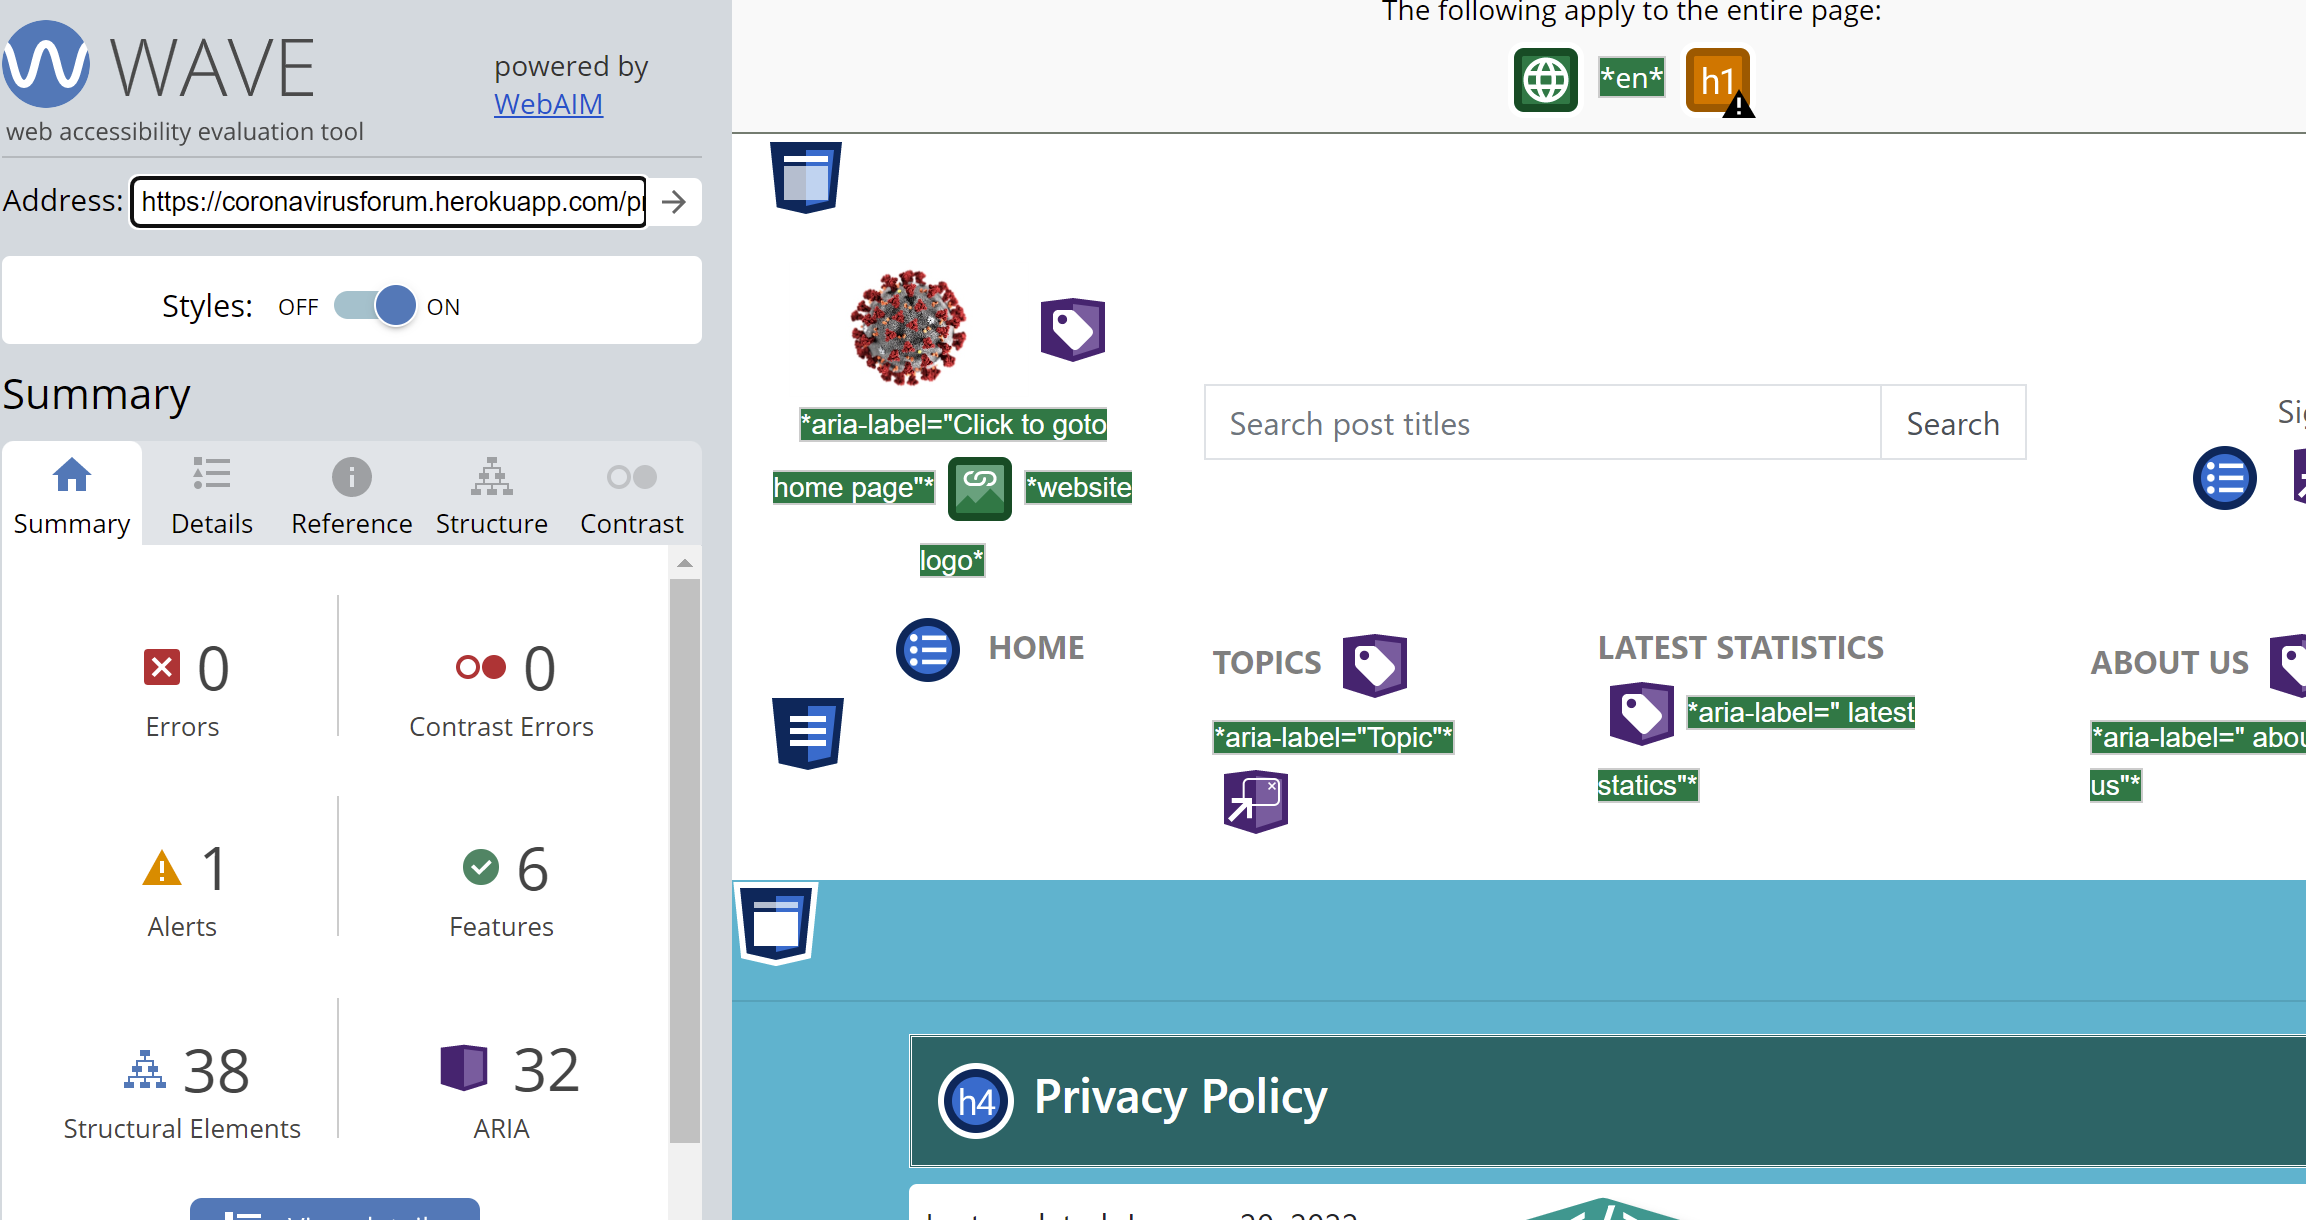 WAVE
powered by
WebAIM
web accessibility evaluation tool
Address: https://coronavirusforum.herokuapp.com/pr
Styles: OFF ON
Summary
Summary Details Reference Structure Contrast
0 0
Errors Contrast Errors
1 6
Alerts Features
38 32
Structural Elements ARIA
The following apply to the entire page:
*en* h1
*aria-label="Click to goto
home page"* *website
logo*
Search post titles Search
HOME TOPICS LATEST STATISTICS ABOUT US
*aria-label="Topic"*
*aria-label=" latest
statics"*
*aria-label=" abou
us"*
h4 Privacy Policy